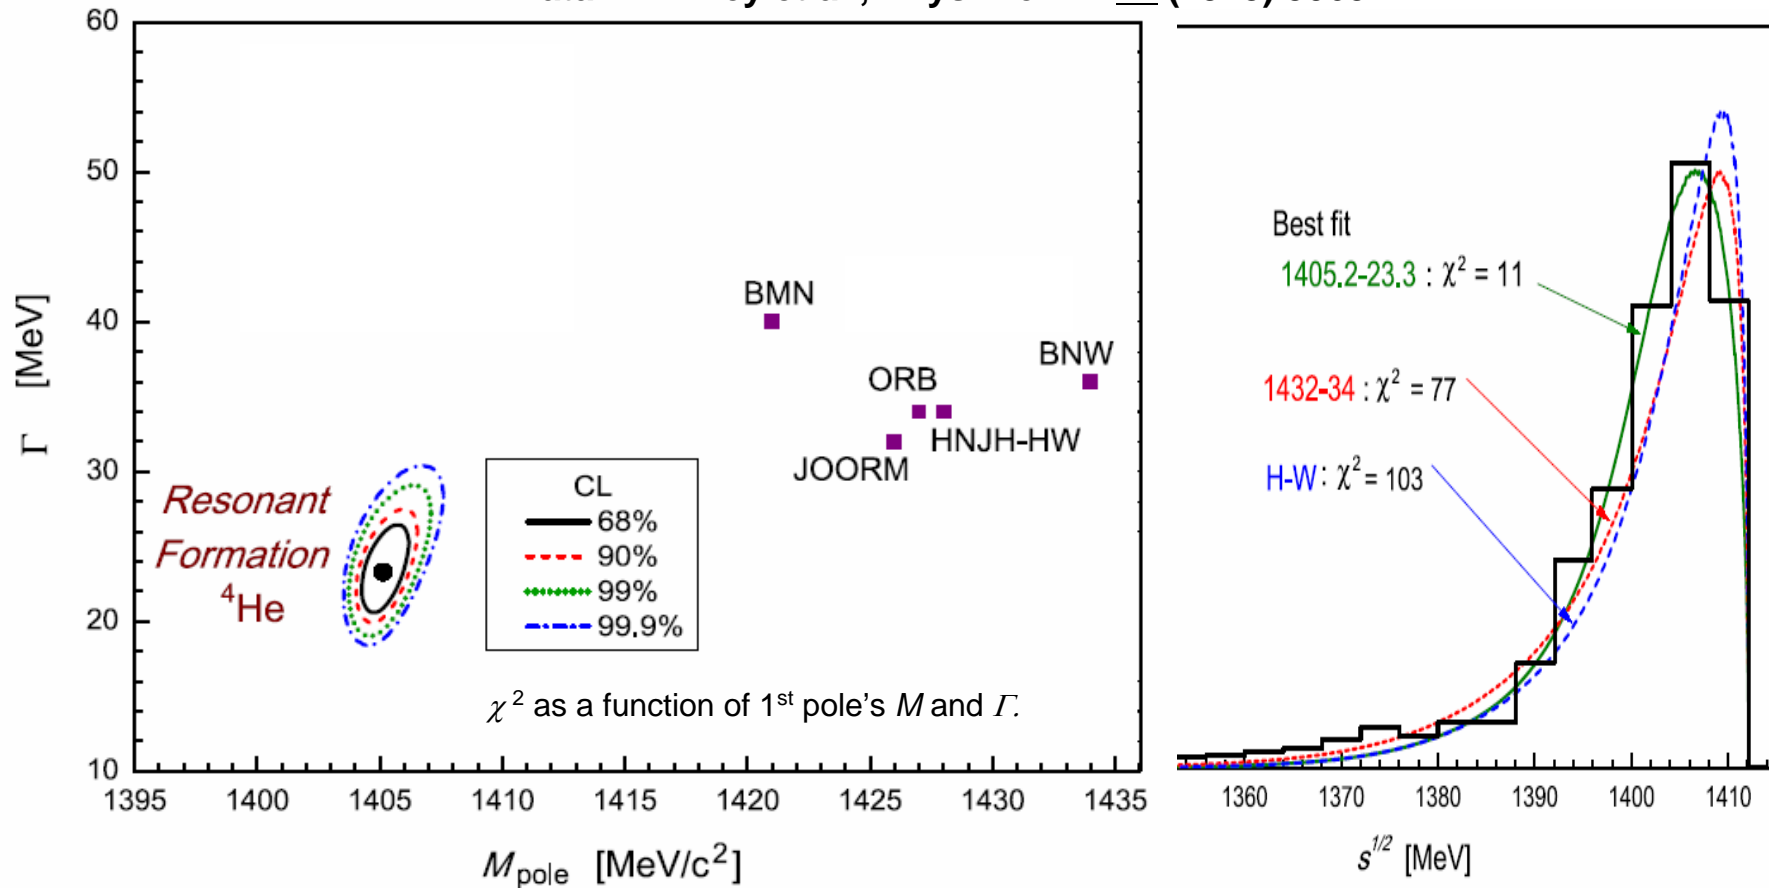 60
50
40
30
20
10
Γ [MeV]
1395
1400
1405
1410
1415
1420
1425
1430
1435
M pole [MeV/c²]
BMN
BNW
ORB
HNJH-HW
JOORM
Resonant
Formation
⁴He
CL
68%
90%
99%
99.9%
χ² as a function of 1st pole's M and Γ.
Best fit
1405.2-23.3 : χ² = 11
1432-34 : χ² = 77
H-W : χ² = 103
1360
1370
1380
1390
1400
1410
s^1/2 [MeV]